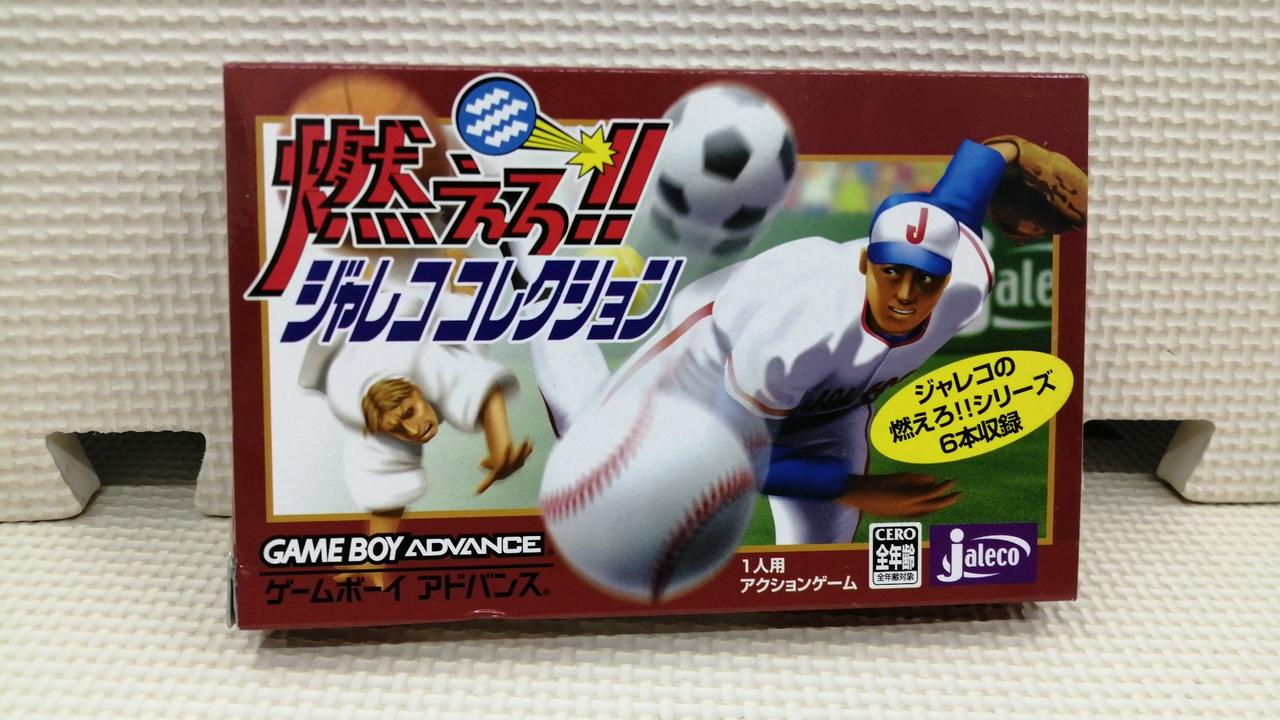 燃えろ!!
ジャレココレクション
J
ale
ジャレコの
燃えろ!!シリーズ
6本収録
GAME BOY ADVANCE
ゲームボーイ アドバンス®
1人用
アクションゲーム
CERO
全年齢
全年齢対象
jaleco